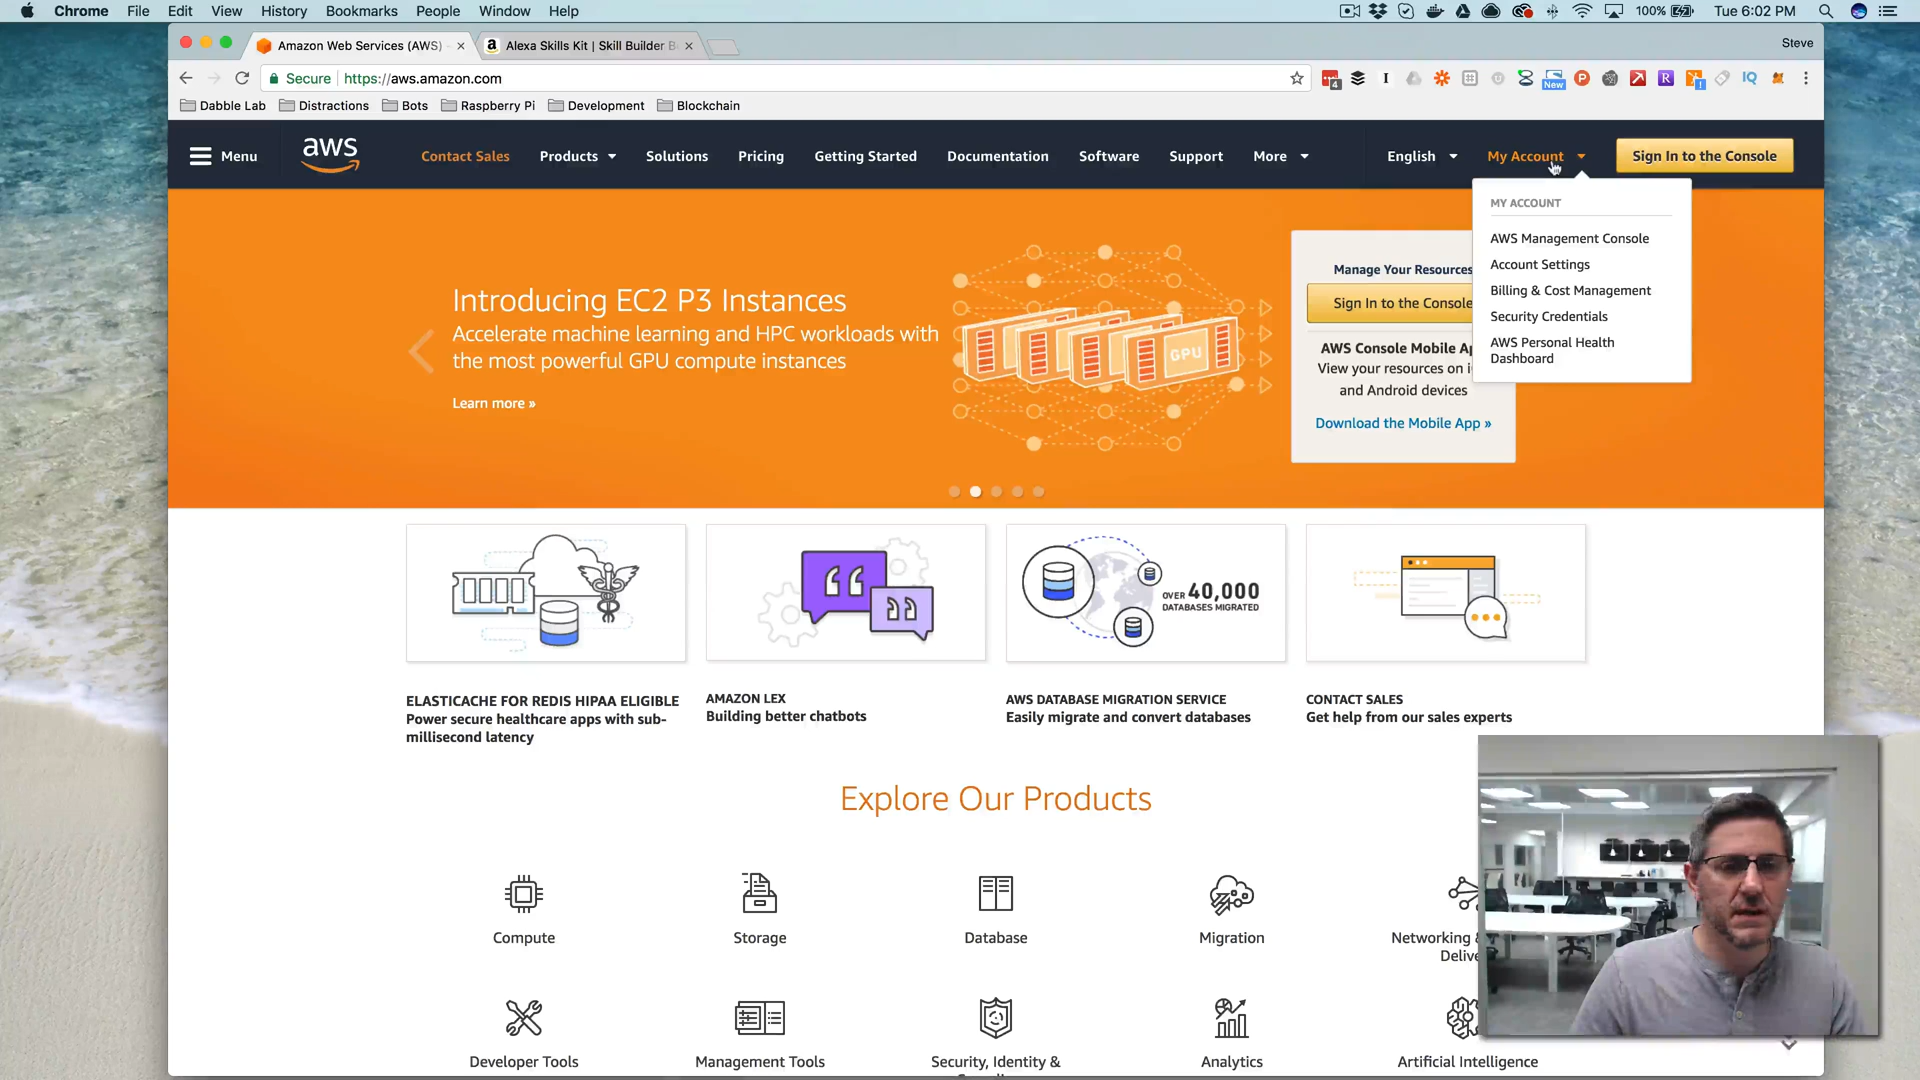 Chrome File Edit View History Bookmarks People Window Help
100% Tue 6:02 PM
Amazon Web Services (AWS) -
Alexa Skills Kit | Skill Builder B
Steve
Secure https://aws.amazon.com
4
New
IQ
Dabble Lab Distractions Bots Raspberry Pi Development Blockchain
Menu
aws
Contact Sales Products Solutions Pricing Getting Started Documentation Software Support More
English My Account Sign In to the Console
MY ACCOUNT
AWS Management Console
Account Settings
Billing & Cost Management
Security Credentials
AWS Personal Health
Dashboard
Introducing EC2 P3 Instances
Accelerate machine learning and HPC workloads with
the most powerful GPU compute instances
Learn more »
GPU
Manage Your Resources
Sign In to the Console
AWS Console Mobile Ap
View your resources on i
and Android devices
Download the Mobile App »
OVER 40,000
DATABASES MIGRATED
ELASTICACHE FOR REDIS HIPAA ELIGIBLE
Power secure healthcare apps with sub-
millisecond latency
AMAZON LEX
Building better chatbots
AWS DATABASE MIGRATION SERVICE
Easily migrate and convert databases
CONTACT SALES
Get help from our sales experts
Explore Our Products
Compute
Storage
Database
Migration
Networking &
Delive
Developer Tools
Management Tools
Security, Identity &
Analytics
Artificial Intelligence